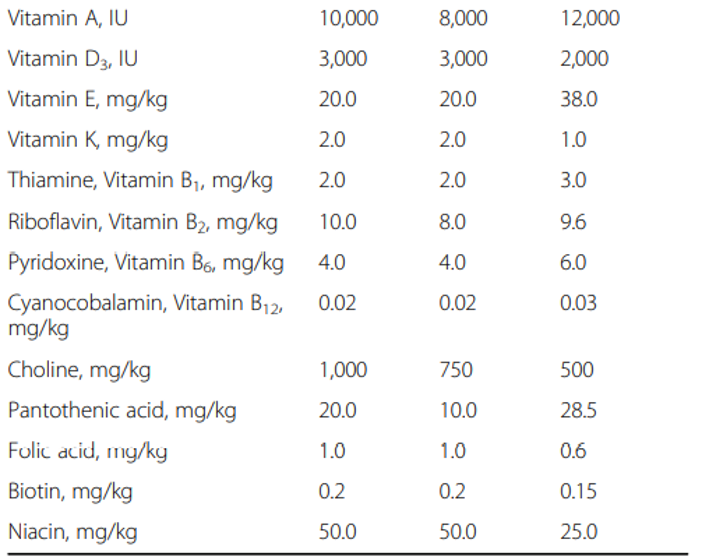 Vitamin A, IU 10,000 8,000 12,000
Vitamin D3, IU 3,000 3,000 2,000
Vitamin E, mg/kg 20.0 20.0 38.0
Vitamin K, mg/kg 2.0 2.0 1.0
Thiamine, Vitamin B1, mg/kg 2.0 2.0 3.0
Riboflavin, Vitamin B2, mg/kg 10.0 8.0 9.6
Pyridoxine, Vitamin B6, mg/kg 4.0 4.0 6.0
Cyanocobalamin, Vitamin B12, 0.02 0.02 0.03
mg/kg
Choline, mg/kg 1,000 750 500
Pantothenic acid, mg/kg 20.0 10.0 28.5
Folic acid, mg/kg 1.0 1.0 0.6
Biotin, mg/kg 0.2 0.2 0.15
Niacin, mg/kg 50.0 50.0 25.0